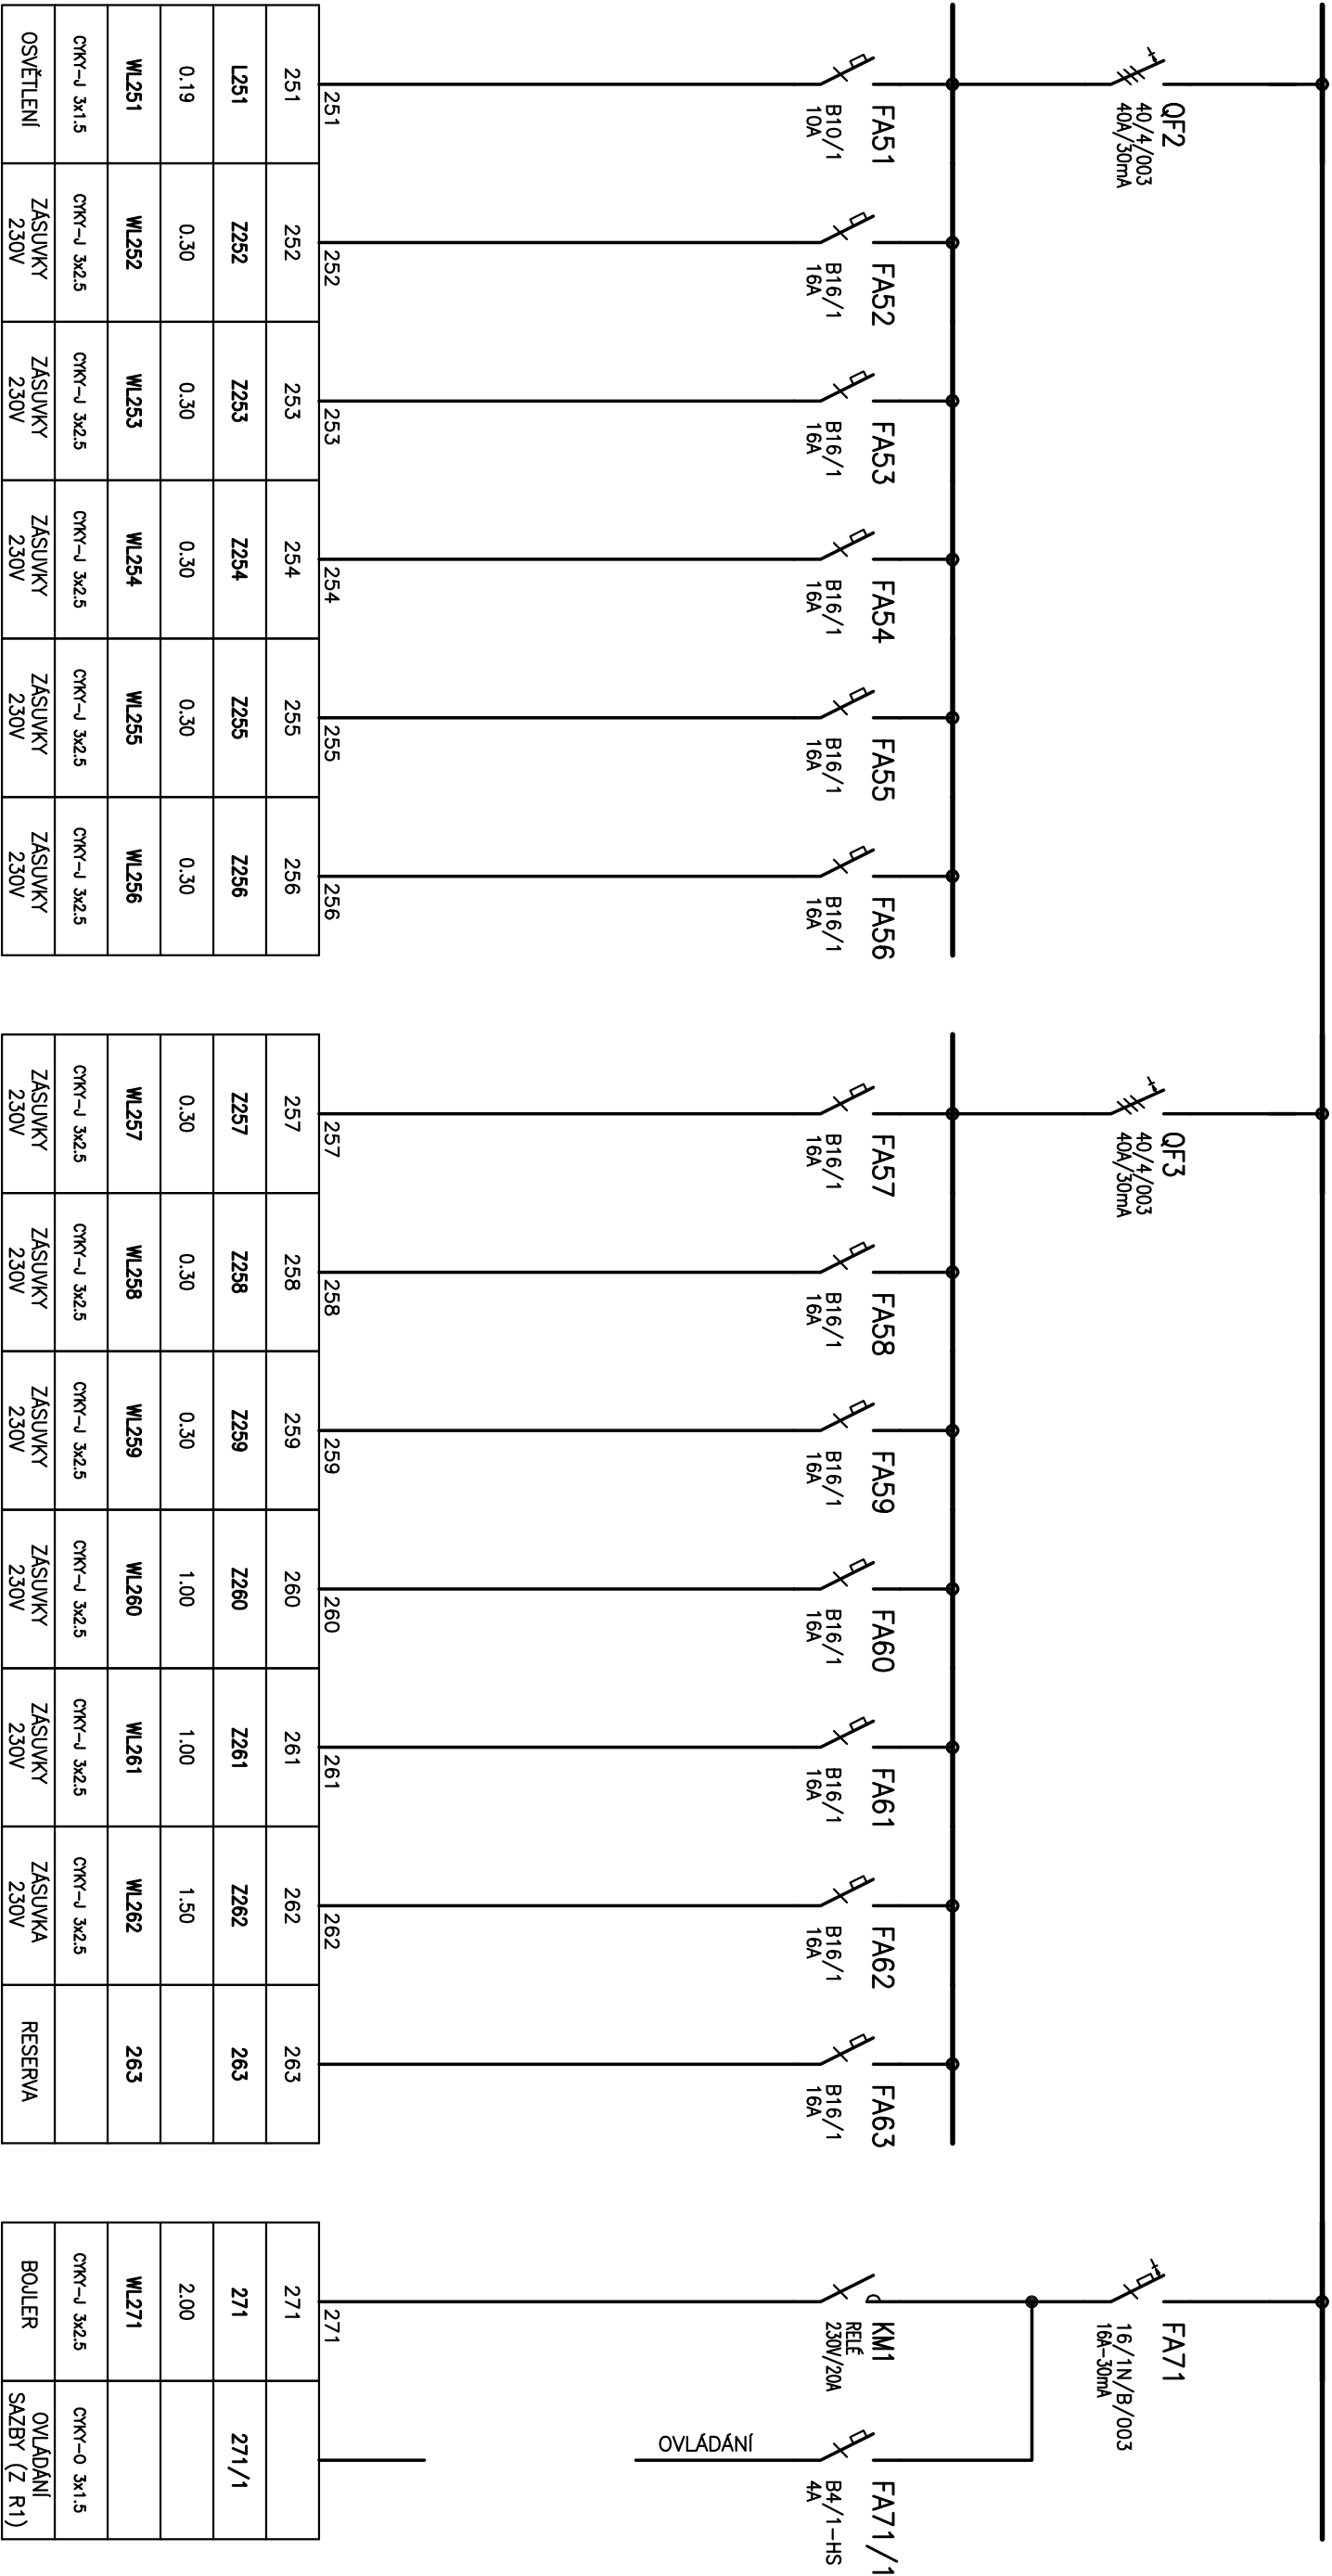 QF2
40/4/003
40A/30mA
QF3
40/4/003
40A/30mA
FA71
16/1N/B/003
16A-30mA
FA51
B10/1
10A
FA52
B16/1
16A
FA53
B16/1
16A
FA54
B16/1
16A
FA55
B16/1
16A
FA56
B16/1
16A
FA57
B16/1
16A
FA58
B16/1
16A
FA59
B16/1
16A
FA60
B16/1
16A
FA61
B16/1
16A
FA62
B16/1
16A
FA63
B16/1
16A
KM1
RELÉ
230V/20A
FA71/1
B4/1-HS
4A
OVLÁDÁNÍ
251 252 253 254 255 256 257 258 259 260 261 262 271
251 252 253 254 255 256 257 258 259 260 261 262 263 271
L251 Z252 Z253 Z254 Z255 Z256 Z257 Z258 Z259 Z260 Z261 Z262 263 271 271/1
0.19 0.30 0.30 0.30 0.30 0.30 0.30 0.30 0.30 1.00 1.00 1.50 2.00
WL251 WL252 WL253 WL254 WL255 WL256 WL257 WL258 WL259 WL260 WL261 WL262 263 WL271
CYKY-J 3x1.5 CYKY-J 3x2.5 CYKY-J 3x2.5 CYKY-J 3x2.5 CYKY-J 3x2.5 CYKY-J 3x2.5 CYKY-J 3x2.5 CYKY-J 3x2.5 CYKY-J 3x2.5 CYKY-J 3x2.5 CYKY-J 3x2.5 CYKY-J 3x2.5 CYKY-J 3x2.5 CYKY-O 3x1.5
OSVĚTLENÍ
ZÁSUVKY
230V
ZÁSUVKY
230V
ZÁSUVKY
230V
ZÁSUVKY
230V
ZÁSUVKY
230V
ZÁSUVKY
230V
ZÁSUVKY
230V
ZÁSUVKY
230V
ZÁSUVKY
230V
ZÁSUVKY
230V
ZÁSUVKA
230V
RESERVA
BOJLER
OVLÁDÁNÍ
SAZBY (Z R1)